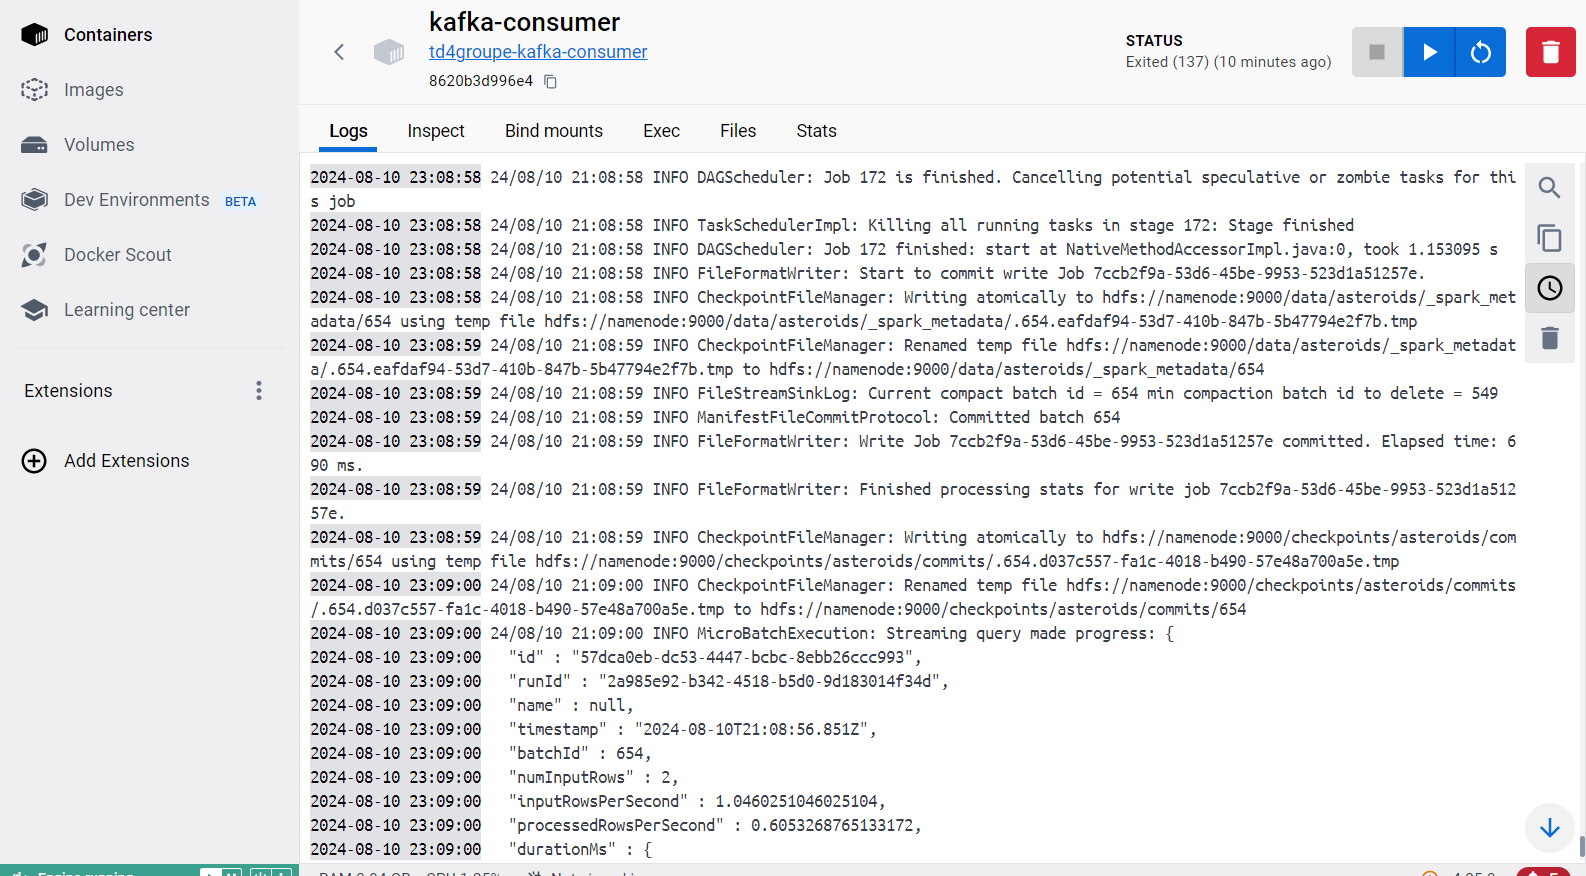 Containers
Images
Volumes
Dev Environments BETA
Docker Scout
Learning center
Extensions
Add Extensions
kafka-consumer
td4groupe-kafka-consumer
8620b3d996e4
STATUS
Exited (137) (10 minutes ago)
Logs Inspect Bind mounts Exec Files Stats
2024-08-10 23:08:58 24/08/10 21:08:58 INFO DAGScheduler: Job 172 is finished. Cancelling potential speculative or zombie tasks for thi
s job
2024-08-10 23:08:58 24/08/10 21:08:58 INFO TaskSchedulerImpl: Killing all running tasks in stage 172: Stage finished
2024-08-10 23:08:58 24/08/10 21:08:58 INFO DAGScheduler: Job 172 finished: start at NativeMethodAccessorImpl.java:0, took 1.153095 s
2024-08-10 23:08:58 24/08/10 21:08:58 INFO FileFormatWriter: Start to commit write Job 7ccb2f9a-53d6-45be-9953-523d1a51257e.
2024-08-10 23:08:58 24/08/10 21:08:58 INFO CheckpointFileManager: Writing atomically to hdfs://namenode:9000/data/asteroids/_spark_met
adata/654 using temp file hdfs://namenode:9000/data/asteroids/_spark_metadata/.654.eafdaf94-53d7-410b-847b-5b47794e2f7b.tmp
2024-08-10 23:08:59 24/08/10 21:08:59 INFO CheckpointFileManager: Renamed temp file hdfs://namenode:9000/data/asteroids/_spark_metadat
a/.654.eafdaf94-53d7-410b-847b-5b47794e2f7b.tmp to hdfs://namenode:9000/data/asteroids/_spark_metadata/654
2024-08-10 23:08:59 24/08/10 21:08:59 INFO FileStreamSinkLog: Current compact batch id = 654 min compaction batch id to delete = 549
2024-08-10 23:08:59 24/08/10 21:08:59 INFO ManifestFileCommitProtocol: Committed batch 654
2024-08-10 23:08:59 24/08/10 21:08:59 INFO FileFormatWriter: Write Job 7ccb2f9a-53d6-45be-9953-523d1a51257e committed. Elapsed time: 6
90 ms.
2024-08-10 23:08:59 24/08/10 21:08:59 INFO FileFormatWriter: Finished processing stats for write job 7ccb2f9a-53d6-45be-9953-523d1a512
57e.
2024-08-10 23:08:59 24/08/10 21:08:59 INFO CheckpointFileManager: Writing atomically to hdfs://namenode:9000/checkpoints/asteroids/com
mits/654 using temp file hdfs://namenode:9000/checkpoints/asteroids/commits/.654.d037c557-fa1c-4018-b490-57e48a700a5e.tmp
2024-08-10 23:09:00 24/08/10 21:09:00 INFO CheckpointFileManager: Renamed temp file hdfs://namenode:9000/checkpoints/asteroids/commits
/.654.d037c557-fa1c-4018-b490-57e48a700a5e.tmp to hdfs://namenode:9000/checkpoints/asteroids/commits/654
2024-08-10 23:09:00 24/08/10 21:09:00 INFO MicroBatchExecution: Streaming query made progress: {
2024-08-10 23:09:00 "id" : "57dca0eb-dc53-4447-bcbc-8ebb26ccc993",
2024-08-10 23:09:00 "runId" : "2a985e92-b342-4518-b5d0-9d183014f34d",
2024-08-10 23:09:00 "name" : null,
2024-08-10 23:09:00 "timestamp" : "2024-08-10T21:08:56.851Z",
2024-08-10 23:09:00 "batchId" : 654,
2024-08-10 23:09:00 "numInputRows" : 2,
2024-08-10 23:09:00 "inputRowsPerSecond" : 1.0460251046025104,
2024-08-10 23:09:00 "processedRowsPerSecond" : 0.6053268765133172,
2024-08-10 23:09:00 "durationMs" : {